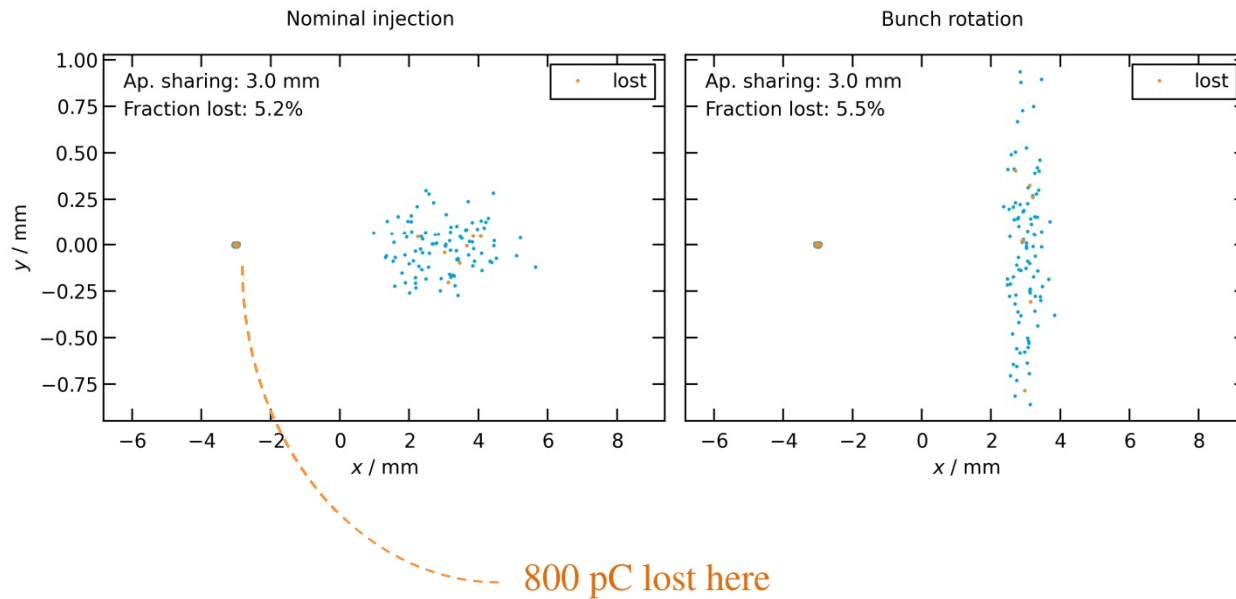 Nominal injection
Ap. sharing: 3.0 mm
Fraction lost: 5.2%
lost
1.00
0.75
0.50
0.25
0.00
−0.25
−0.50
−0.75
y / mm
−6 −4 −2 0 2 4 6 8
x / mm
Bunch rotation
Ap. sharing: 3.0 mm
Fraction lost: 5.5%
lost
−6 −4 −2 0 2 4 6 8
x / mm
800 pC lost here